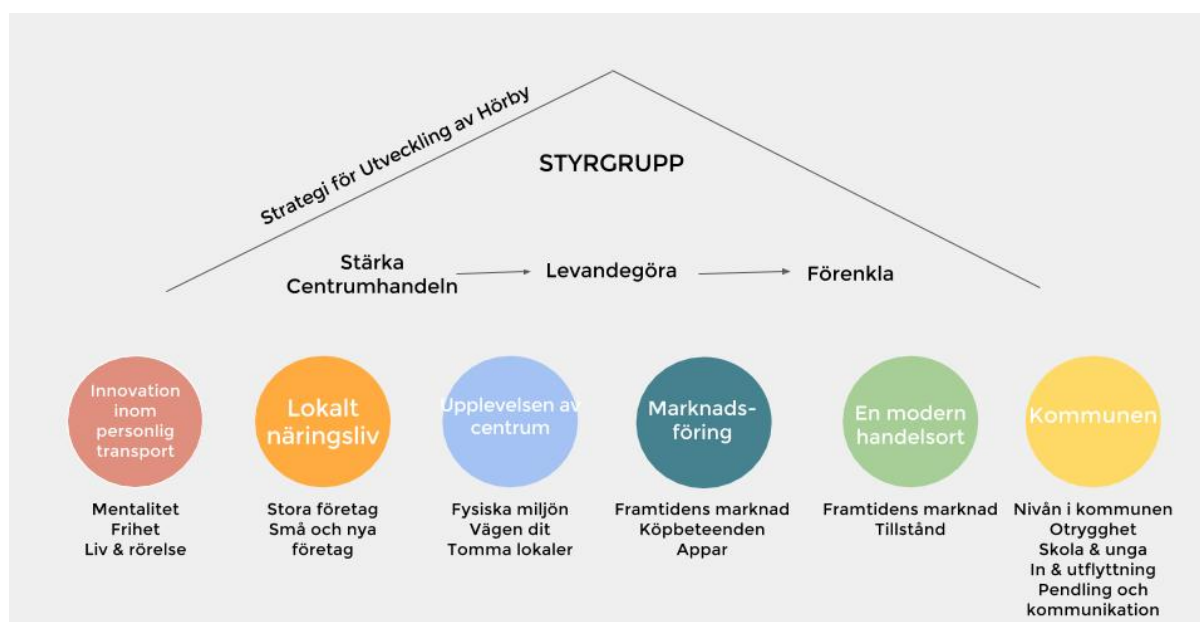 Strategi för Utveckling av Hörby
STYRGRUPP
Stärka
Centrumhandeln
Levandegöra
Förenkla
Innovation
inom
personlig
transport
Lokalt
näringsliv
Upplevelsen av
centrum
Marknads-
föring
En modern
handelsort
Kommunen
Mentalitet
Frihet
Liv & rörelse
Stora företag
Små och nya
företag
Fysiska miljön
Vägen dit
Tomma lokaler
Framtidens marknad
Köpbeteenden
Appar
Framtidens marknad
Tillstånd
Nivån i kommunen
Otrygghet
Skola & unga
In & utflyttning
Pendling och
kommunikation